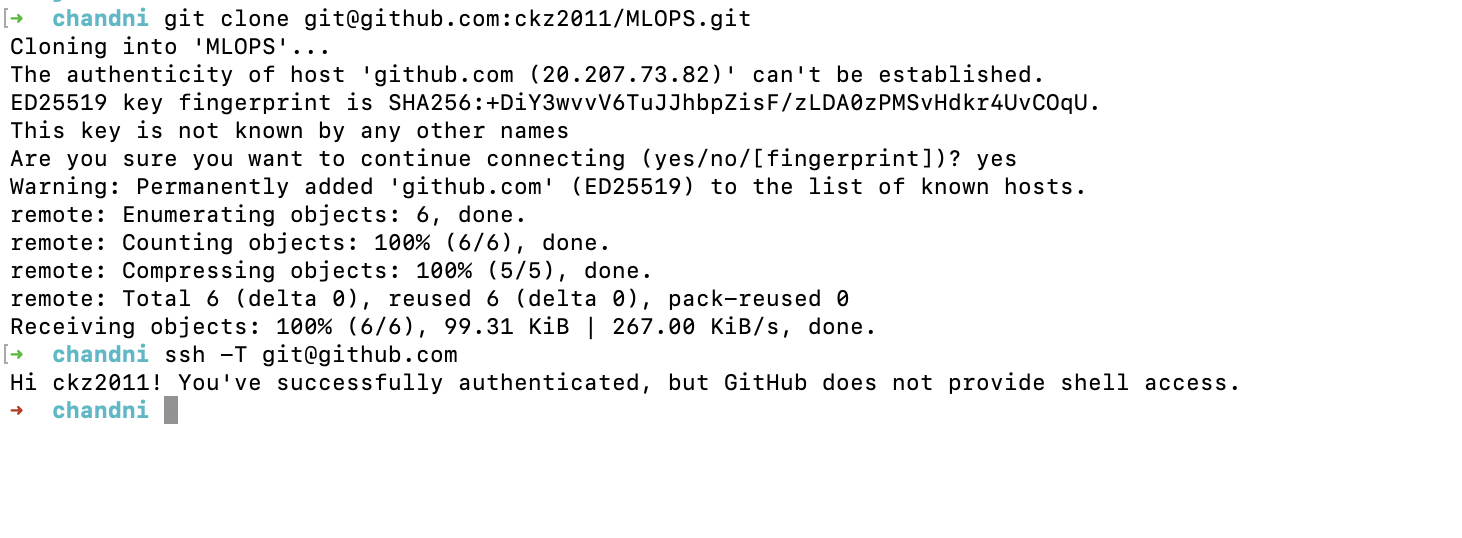 [➜  chandni git clone git@github.com:ckz2011/MLOPS.git
Cloning into 'MLOPS'...
The authenticity of host 'github.com (20.207.73.82)' can't be established.
ED25519 key fingerprint is SHA256:+DiY3wvvV6TuJJhbpZisF/zLDA0zPMSvHdkr4UvCOqU.
This key is not known by any other names
Are you sure you want to continue connecting (yes/no/[fingerprint])? yes
Warning: Permanently added 'github.com' (ED25519) to the list of known hosts.
remote: Enumerating objects: 6, done.
remote: Counting objects: 100% (6/6), done.
remote: Compressing objects: 100% (5/5), done.
remote: Total 6 (delta 0), reused 6 (delta 0), pack-reused 0
Receiving objects: 100% (6/6), 99.31 KiB | 267.00 KiB/s, done.
[➜  chandni ssh -T git@github.com
Hi ckz2011! You've successfully authenticated, but GitHub does not provide shell access.
➜  chandni